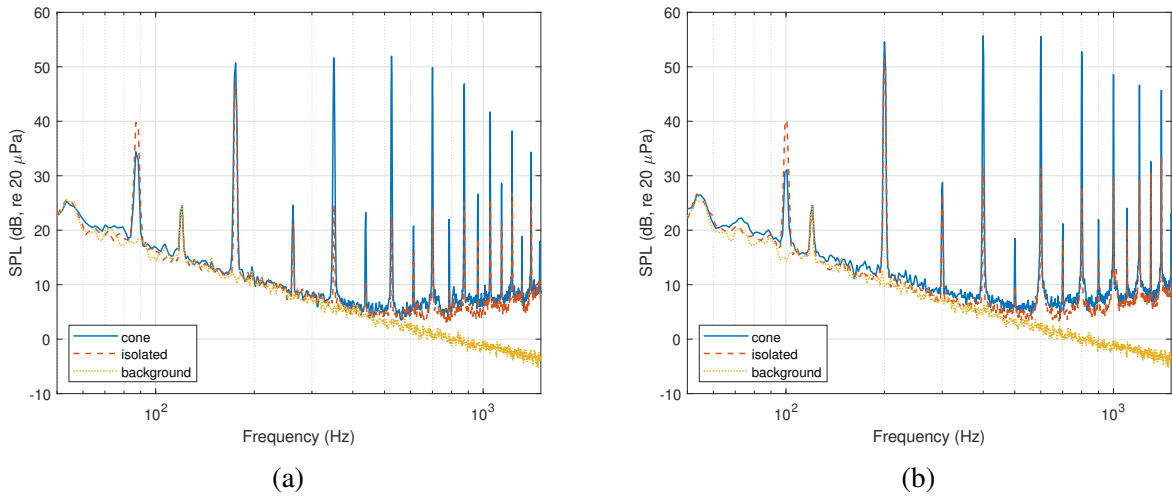 60
50
40
30
20
10
0
-10
SPL (dB, re 20 μPa)
cone
isolated
background
10²
10³
Frequency (Hz)
(a)
60
50
40
30
20
10
0
-10
SPL (dB, re 20 μPa)
cone
isolated
background
10²
10³
Frequency (Hz)
(b)